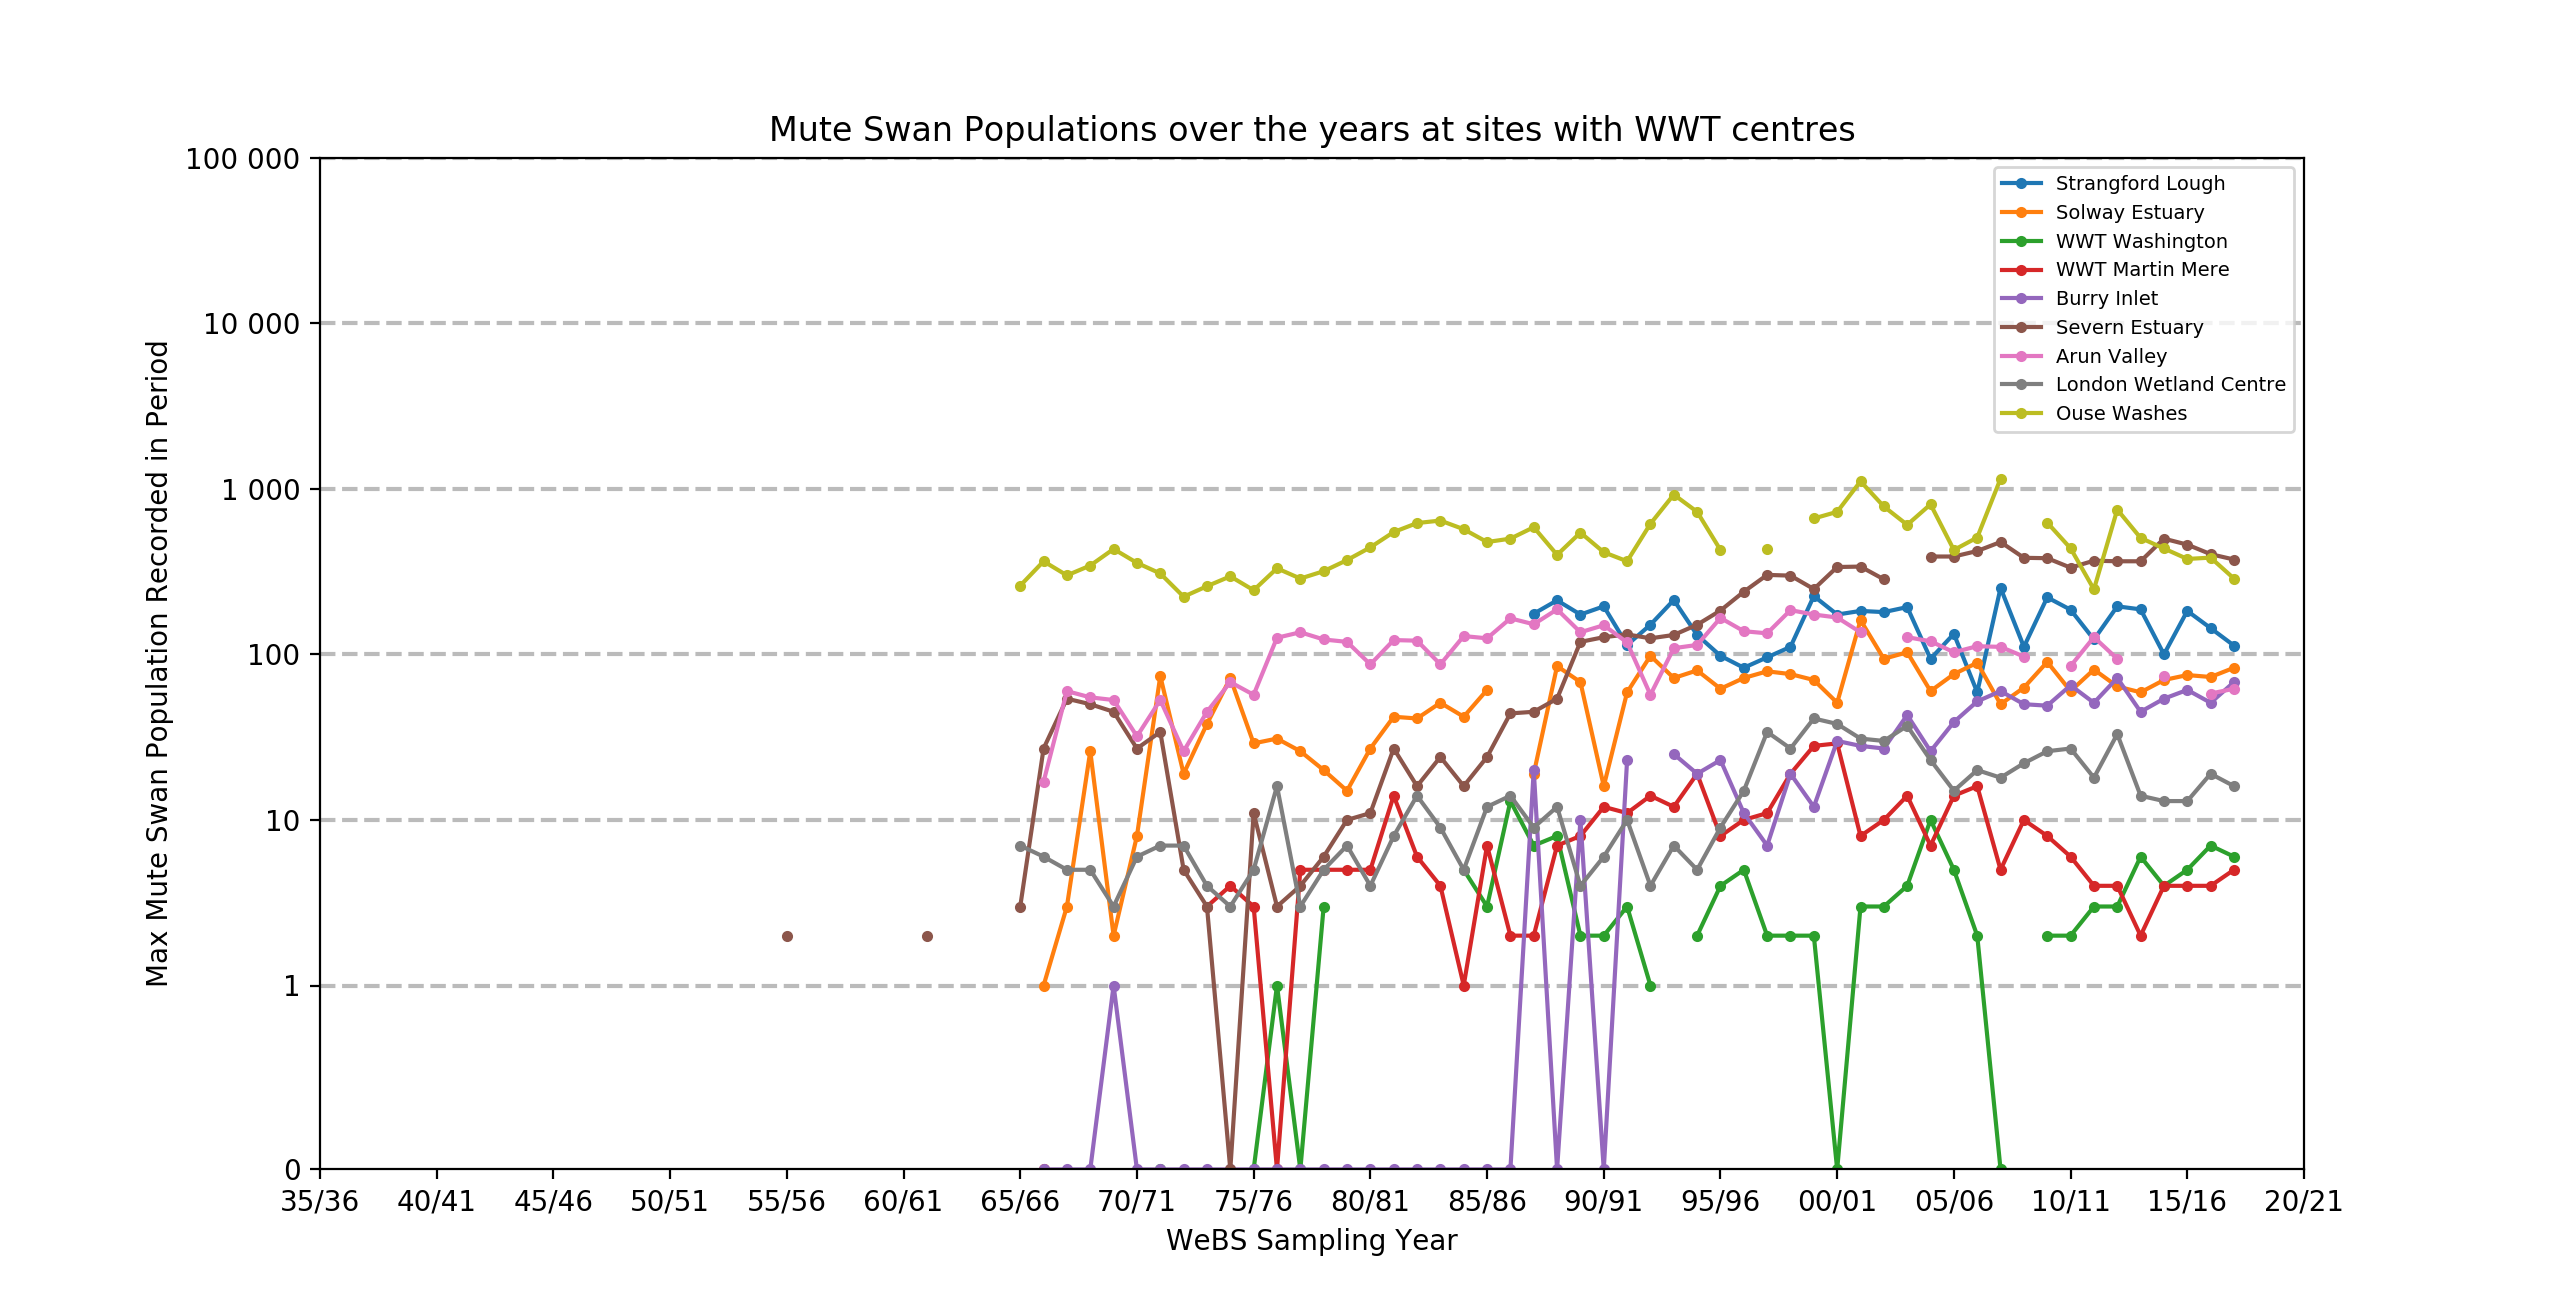 Mute Swan Populations over the years at sites with WWT centres
100 000
10 000
1 000
100
10
1
0
Max Mute Swan Population Recorded in Period
Strangford Lough
Solway Estuary
WWT Washington
WWT Martin Mere
Burry Inlet
Severn Estuary
Arun Valley
London Wetland Centre
Ouse Washes
35/36 40/41 45/46 50/51 55/56 60/61 65/66 70/71 75/76 80/81 85/86 90/91 95/96 00/01 05/06 10/11 15/16 20/21
WeBS Sampling Year